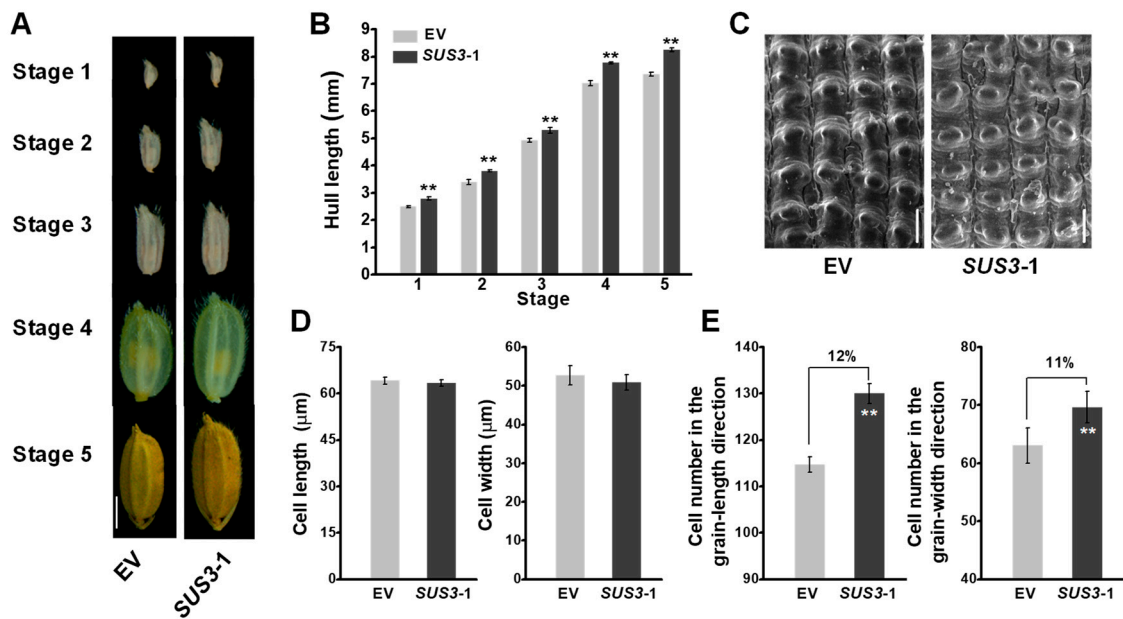 A
Stage 1
Stage 2
Stage 3
Stage 4
Stage 5
EV
SUS3-1
B
EV
SUS3-1
Hull length (mm)
9
8
7
6
5
4
3
2
1
0
**
**
**
**
**
1 2 3 4 5
Stage
C
EV
SUS3-1
D
Cell length (μm)
75
60
45
30
15
0
EV SUS3-1
Cell width (μm)
60
50
40
30
20
10
0
EV SUS3-1
E
Cell number in the
grain-length direction
140
130
120
110
100
90
12%
**
EV SUS3-1
Cell number in the
grain-width direction
80
70
60
50
40
11%
**
EV SUS3-1